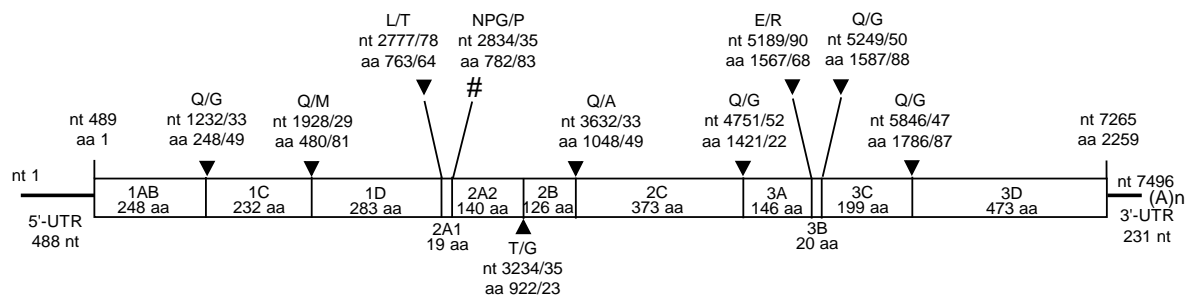 L/T
nt 2777/78
aa 763/64
NPG/P
nt 2834/35
aa 782/83
#
E/R
nt 5189/90
aa 1567/68
Q/G
nt 5249/50
aa 1587/88
nt 489
aa 1
Q/G
nt 1232/33
aa 248/49
Q/M
nt 1928/29
aa 480/81
Q/A
nt 3632/33
aa 1048/49
Q/G
nt 4751/52
aa 1421/22
Q/G
nt 5846/47
aa 1786/87
nt 7265
aa 2259
nt 1
5'-UTR
488 nt
1AB
248 aa
1C
232 aa
1D
283 aa
2A1
19 aa
2A2
140 aa
2B
126 aa
2C
373 aa
3A
146 aa
3B
20 aa
3C
199 aa
3D
473 aa
nt 7496
(A)n
3'-UTR
231 nt
T/G
nt 3234/35
aa 922/23